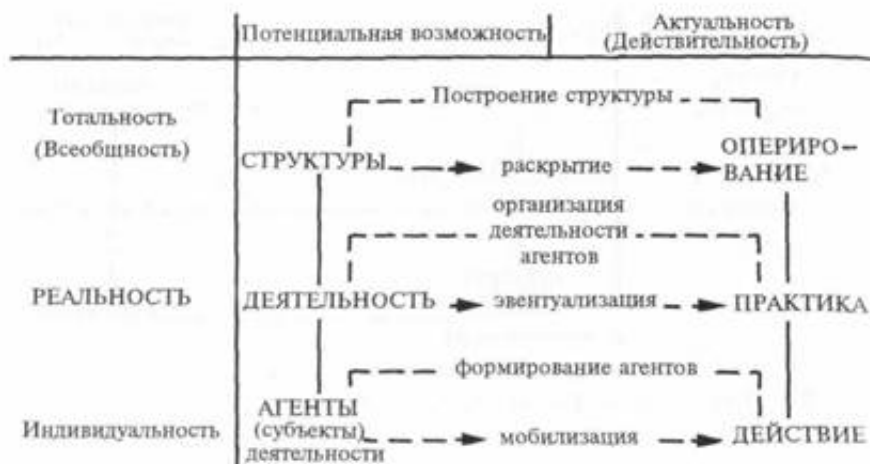 Потенциальная возможность
Актуальность
(Действительность)
Тотальность
(Всеобщность)
Построение структуры
СТРУКТУРЫ
раскрытие
ОПЕРИРО–
ВАНИЕ
организация
деятельности
агентов
РЕАЛЬНОСТЬ
ДЕЯТЕЛЬНОСТЬ
эвентуализация
ПРАКТИКА
формирование агентов
Индивидуальность
АГЕНТЫ
(субъекты)
деятельности
мобилизация
ДЕЙСТВИЕ